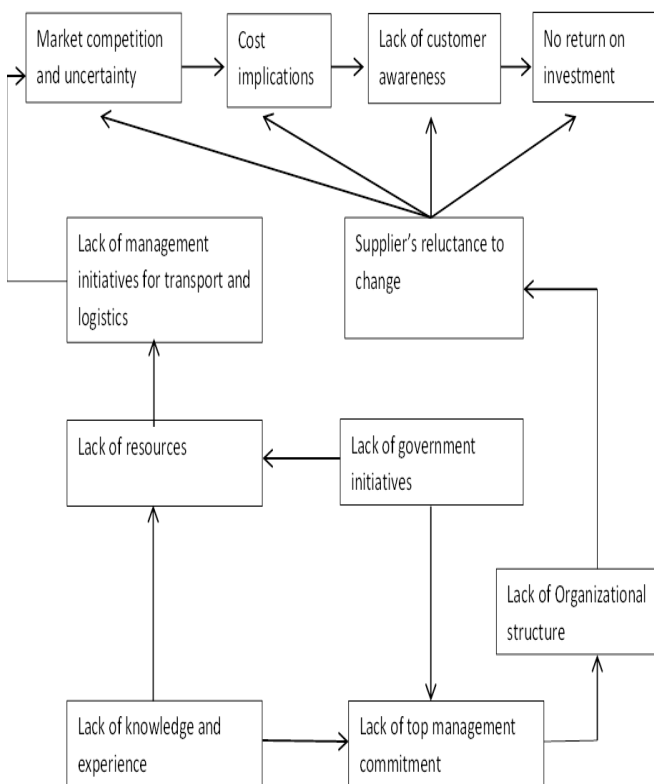 Market competition
and uncertainty
Cost
implications
Lack of customer
awareness
No return on
investment
Lack of management
initiatives for transport and
logistics
Supplier's reluctance to
change
Lack of resources
Lack of government
initiatives
Lack of Organizational
structure
Lack of knowledge and
experience
Lack of top management
commitment